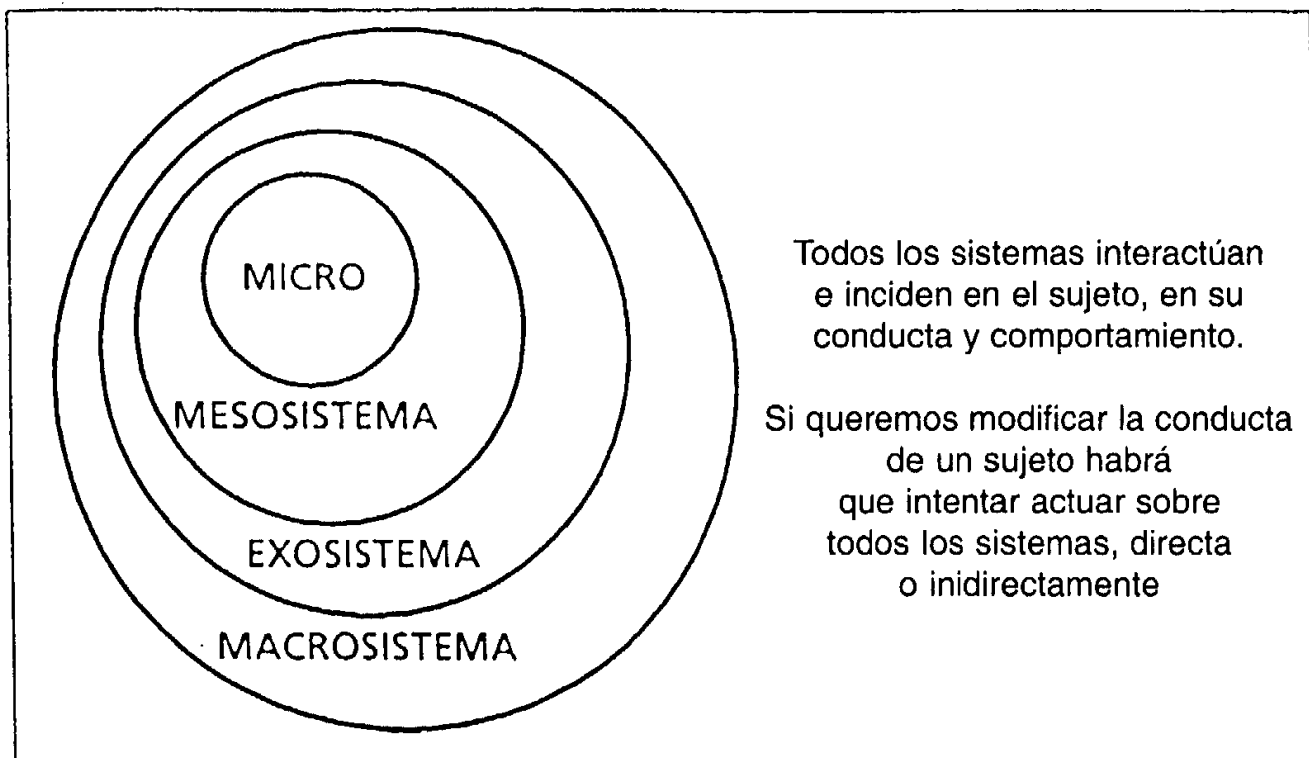 MICRO
MESOSISTEMA
EXOSISTEMA
MACROSISTEMA
Todos los sistemas interactúan
e inciden en el sujeto, en su
conducta y comportamiento.
Si queremos modificar la conducta
de un sujeto habrá
que intentar actuar sobre
todos los sistemas, directa
o inidirectamente